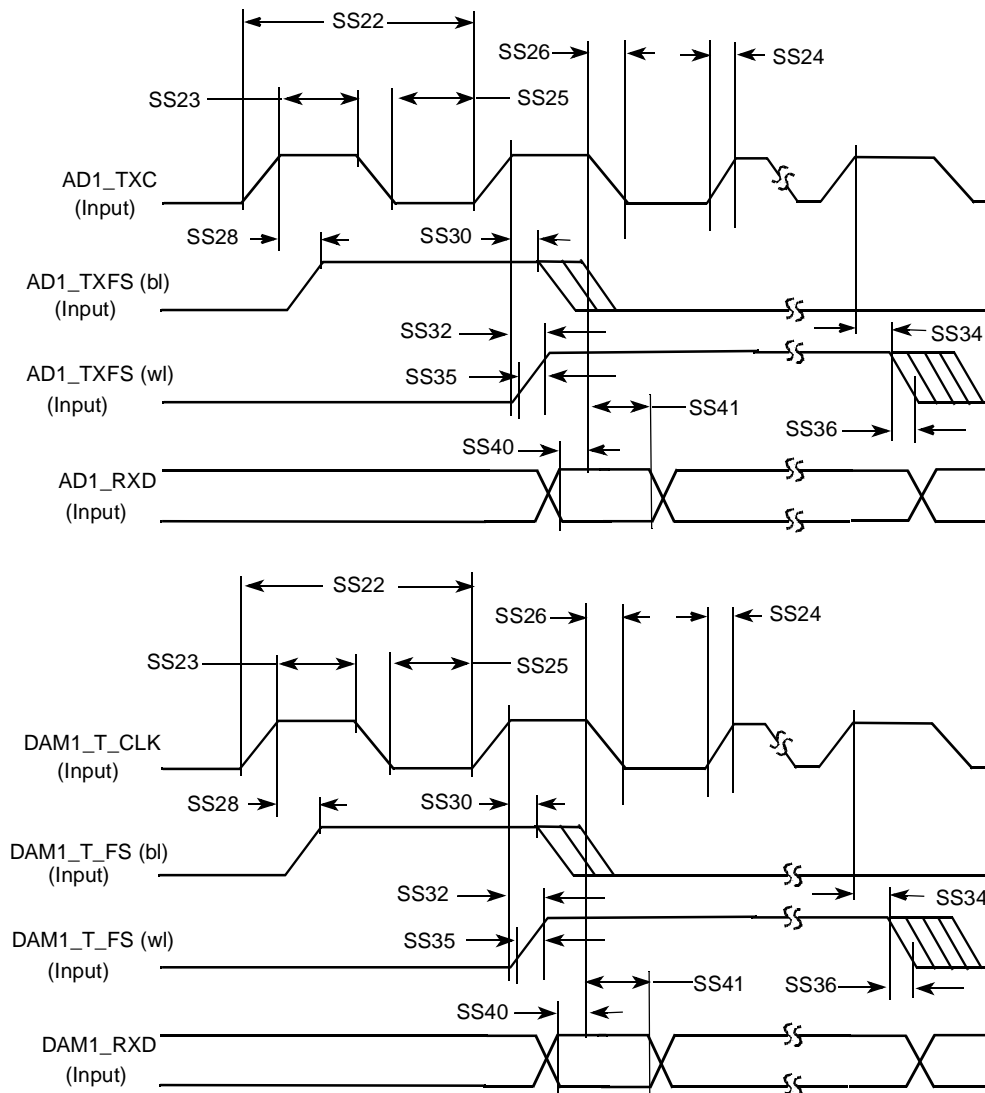 SS22
SS26
SS24
SS23
SS25
AD1_TXC
(Input)
SS28
SS30
AD1_TXFS (bl)
(Input)
SS32
SS34
SS35
AD1_TXFS (wl)
(Input)
SS41
SS36
SS40
AD1_RXD
(Input)
SS22
SS26
SS24
SS23
SS25
DAM1_T_CLK
(Input)
SS28
SS30
DAM1_T_FS (bl)
(Input)
SS32
SS34
SS35
DAM1_T_FS (wl)
(Input)
SS41
SS36
SS40
DAM1_RXD
(Input)